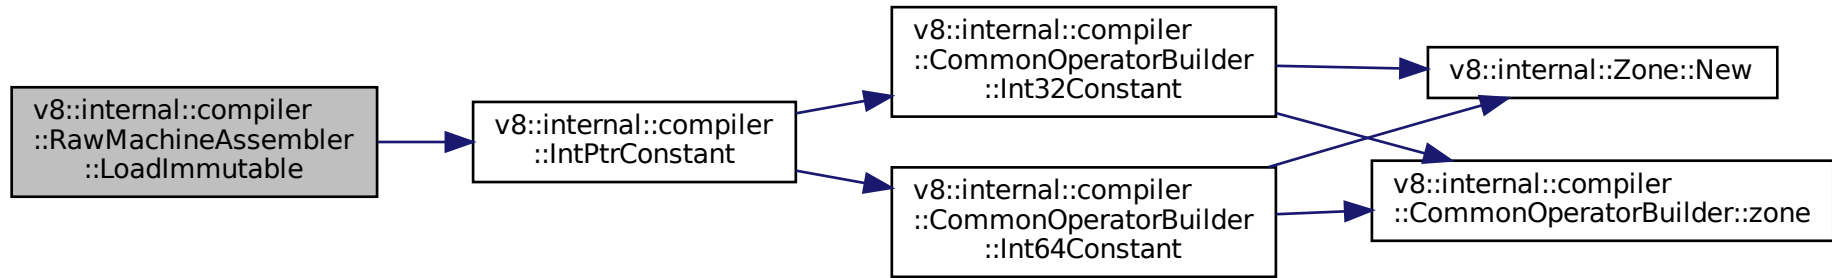 v8::internal::compiler
::RawMachineAssembler
::LoadImmutable
v8::internal::compiler
::IntPtrConstant
v8::internal::compiler
::CommonOperatorBuilder
::Int32Constant
v8::internal::compiler
::CommonOperatorBuilder
::Int64Constant
v8::internal::Zone::New
v8::internal::compiler
::CommonOperatorBuilder::zone